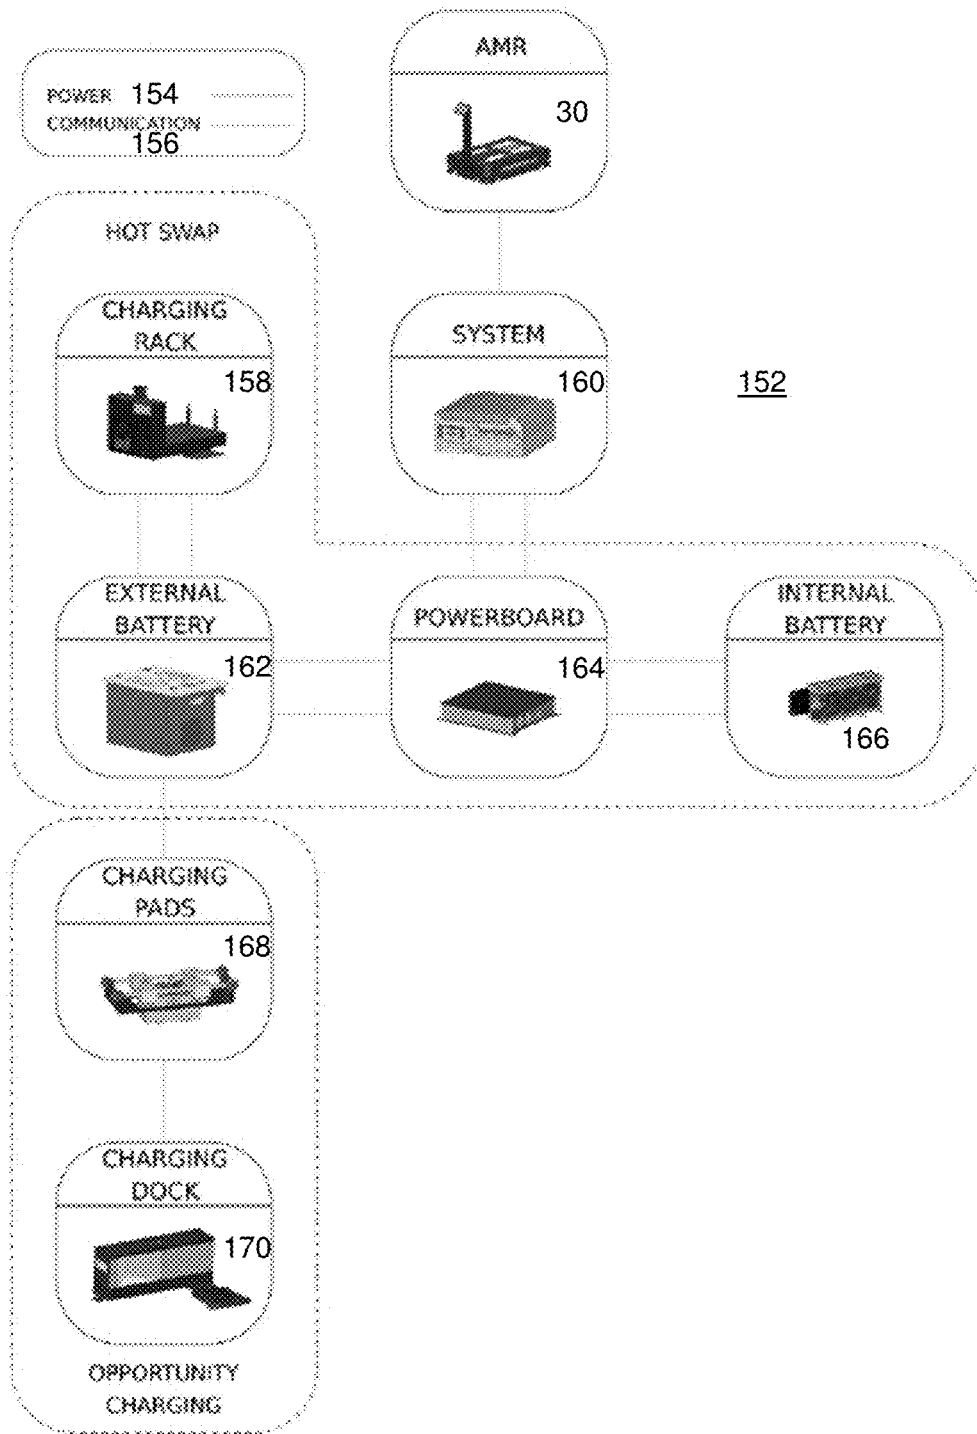 AMR
30
POWER 154
COMMUNICATION
156
HOT SWAP
CHARGING
RACK
158
SYSTEM
160
152
EXTERNAL
BATTERY
162
POWERBOARD
164
INTERNAL
BATTERY
166
CHARGING
PADS
168
CHARGING
DOCK
170
OPPORTUNITY
CHARGING